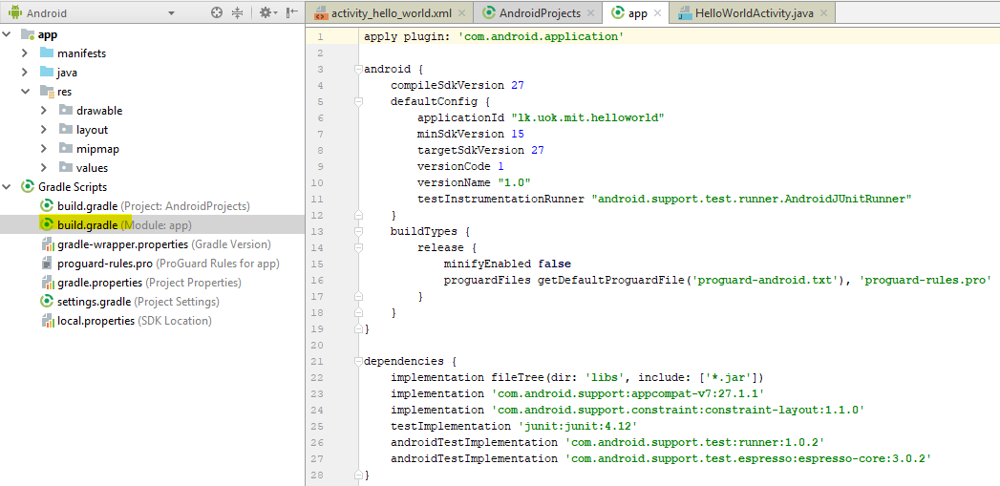 Android
app
manifests
java
res
drawable
layout
mipmap
values
Gradle Scripts
build.gradle (Project: AndroidProjects)
build.gradle (Module: app)
gradle-wrapper.properties (Gradle Version)
proguard-rules.pro (ProGuard Rules for app)
gradle.properties (Project Properties)
settings.gradle (Project Settings)
local.properties (SDK Location)
activity_hello_world.xml AndroidProjects app HelloWorldActivity.java
1 apply plugin: 'com.android.application'
2
3 android {
4 compileSdkVersion 27
5 defaultConfig {
6 applicationId "lk.uok.mit.helloworld"
7 minSdkVersion 15
8 targetSdkVersion 27
9 versionCode 1
10 versionName "1.0"
11 testInstrumentationRunner "android.support.test.runner.AndroidJUnitRunner"
12 }
13 buildTypes {
14 release {
15 minifyEnabled false
16 proguardFiles getDefaultProguardFile('proguard-android.txt'), 'proguard-rules.pro'
17 }
18 }
19 }
20
21 dependencies {
22 implementation fileTree(dir: 'libs', include: ['*.jar'])
23 implementation 'com.android.support:appcompat-v7:27.1.1'
24 implementation 'com.android.support.constraint:constraint-layout:1.1.0'
25 testImplementation 'junit:junit:4.12'
26 androidTestImplementation 'com.android.support.test:runner:1.0.2'
27 androidTestImplementation 'com.android.support.test.espresso:espresso-core:3.0.2'
28 }